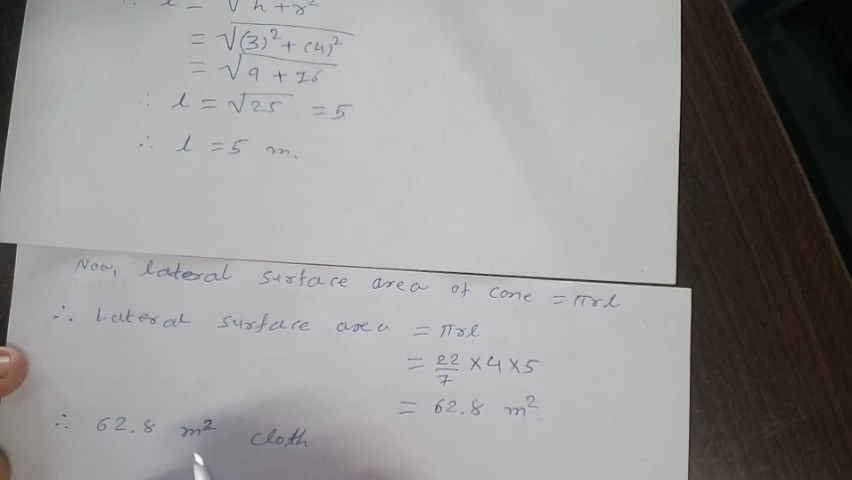 = √(3)² + (4)²
= √9 + 16
∴ l = √25 = 5
∴ l = 5 m.
Now, lateral surface area of cone = πrl
∴ Lateral surface area = πrl
= 22/7 × 4 × 5
= 62.8 m²
∴ 62.8 m² cloth